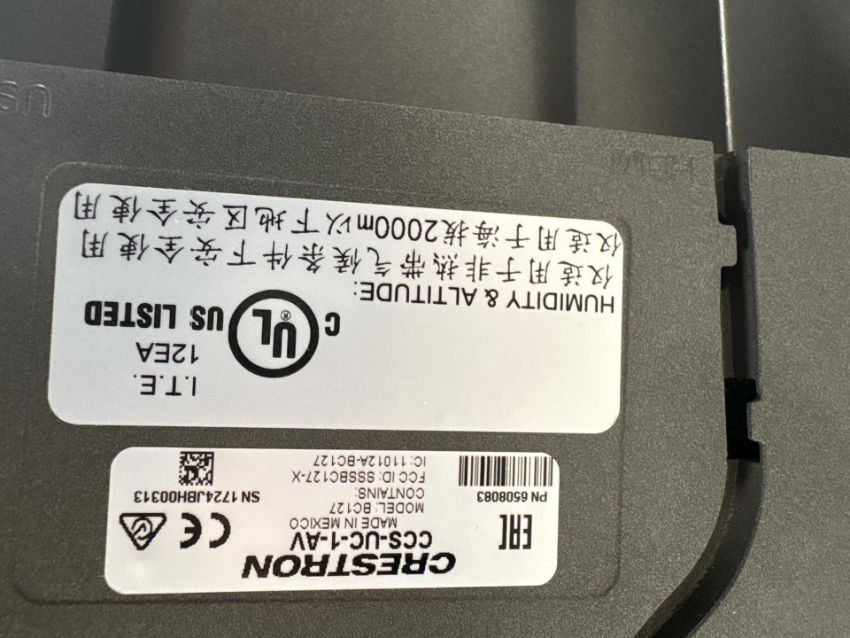 CRESTRON
CCS-UC-1-AV
MADE IN MEXICO
MODEL: BC127
CONTAINS:
FCC ID: SSSBC127-X
IC: 11012A-BC127
EAC
PN 6508083
CE
SN 1724JBH00313
I.T.E.
12EA
C UL® US LISTED
HUMIDITY & ALTITUDE:
仅适用于非热带气候条件下安全使用
仅适用于海拔2000m以下地区安全使用